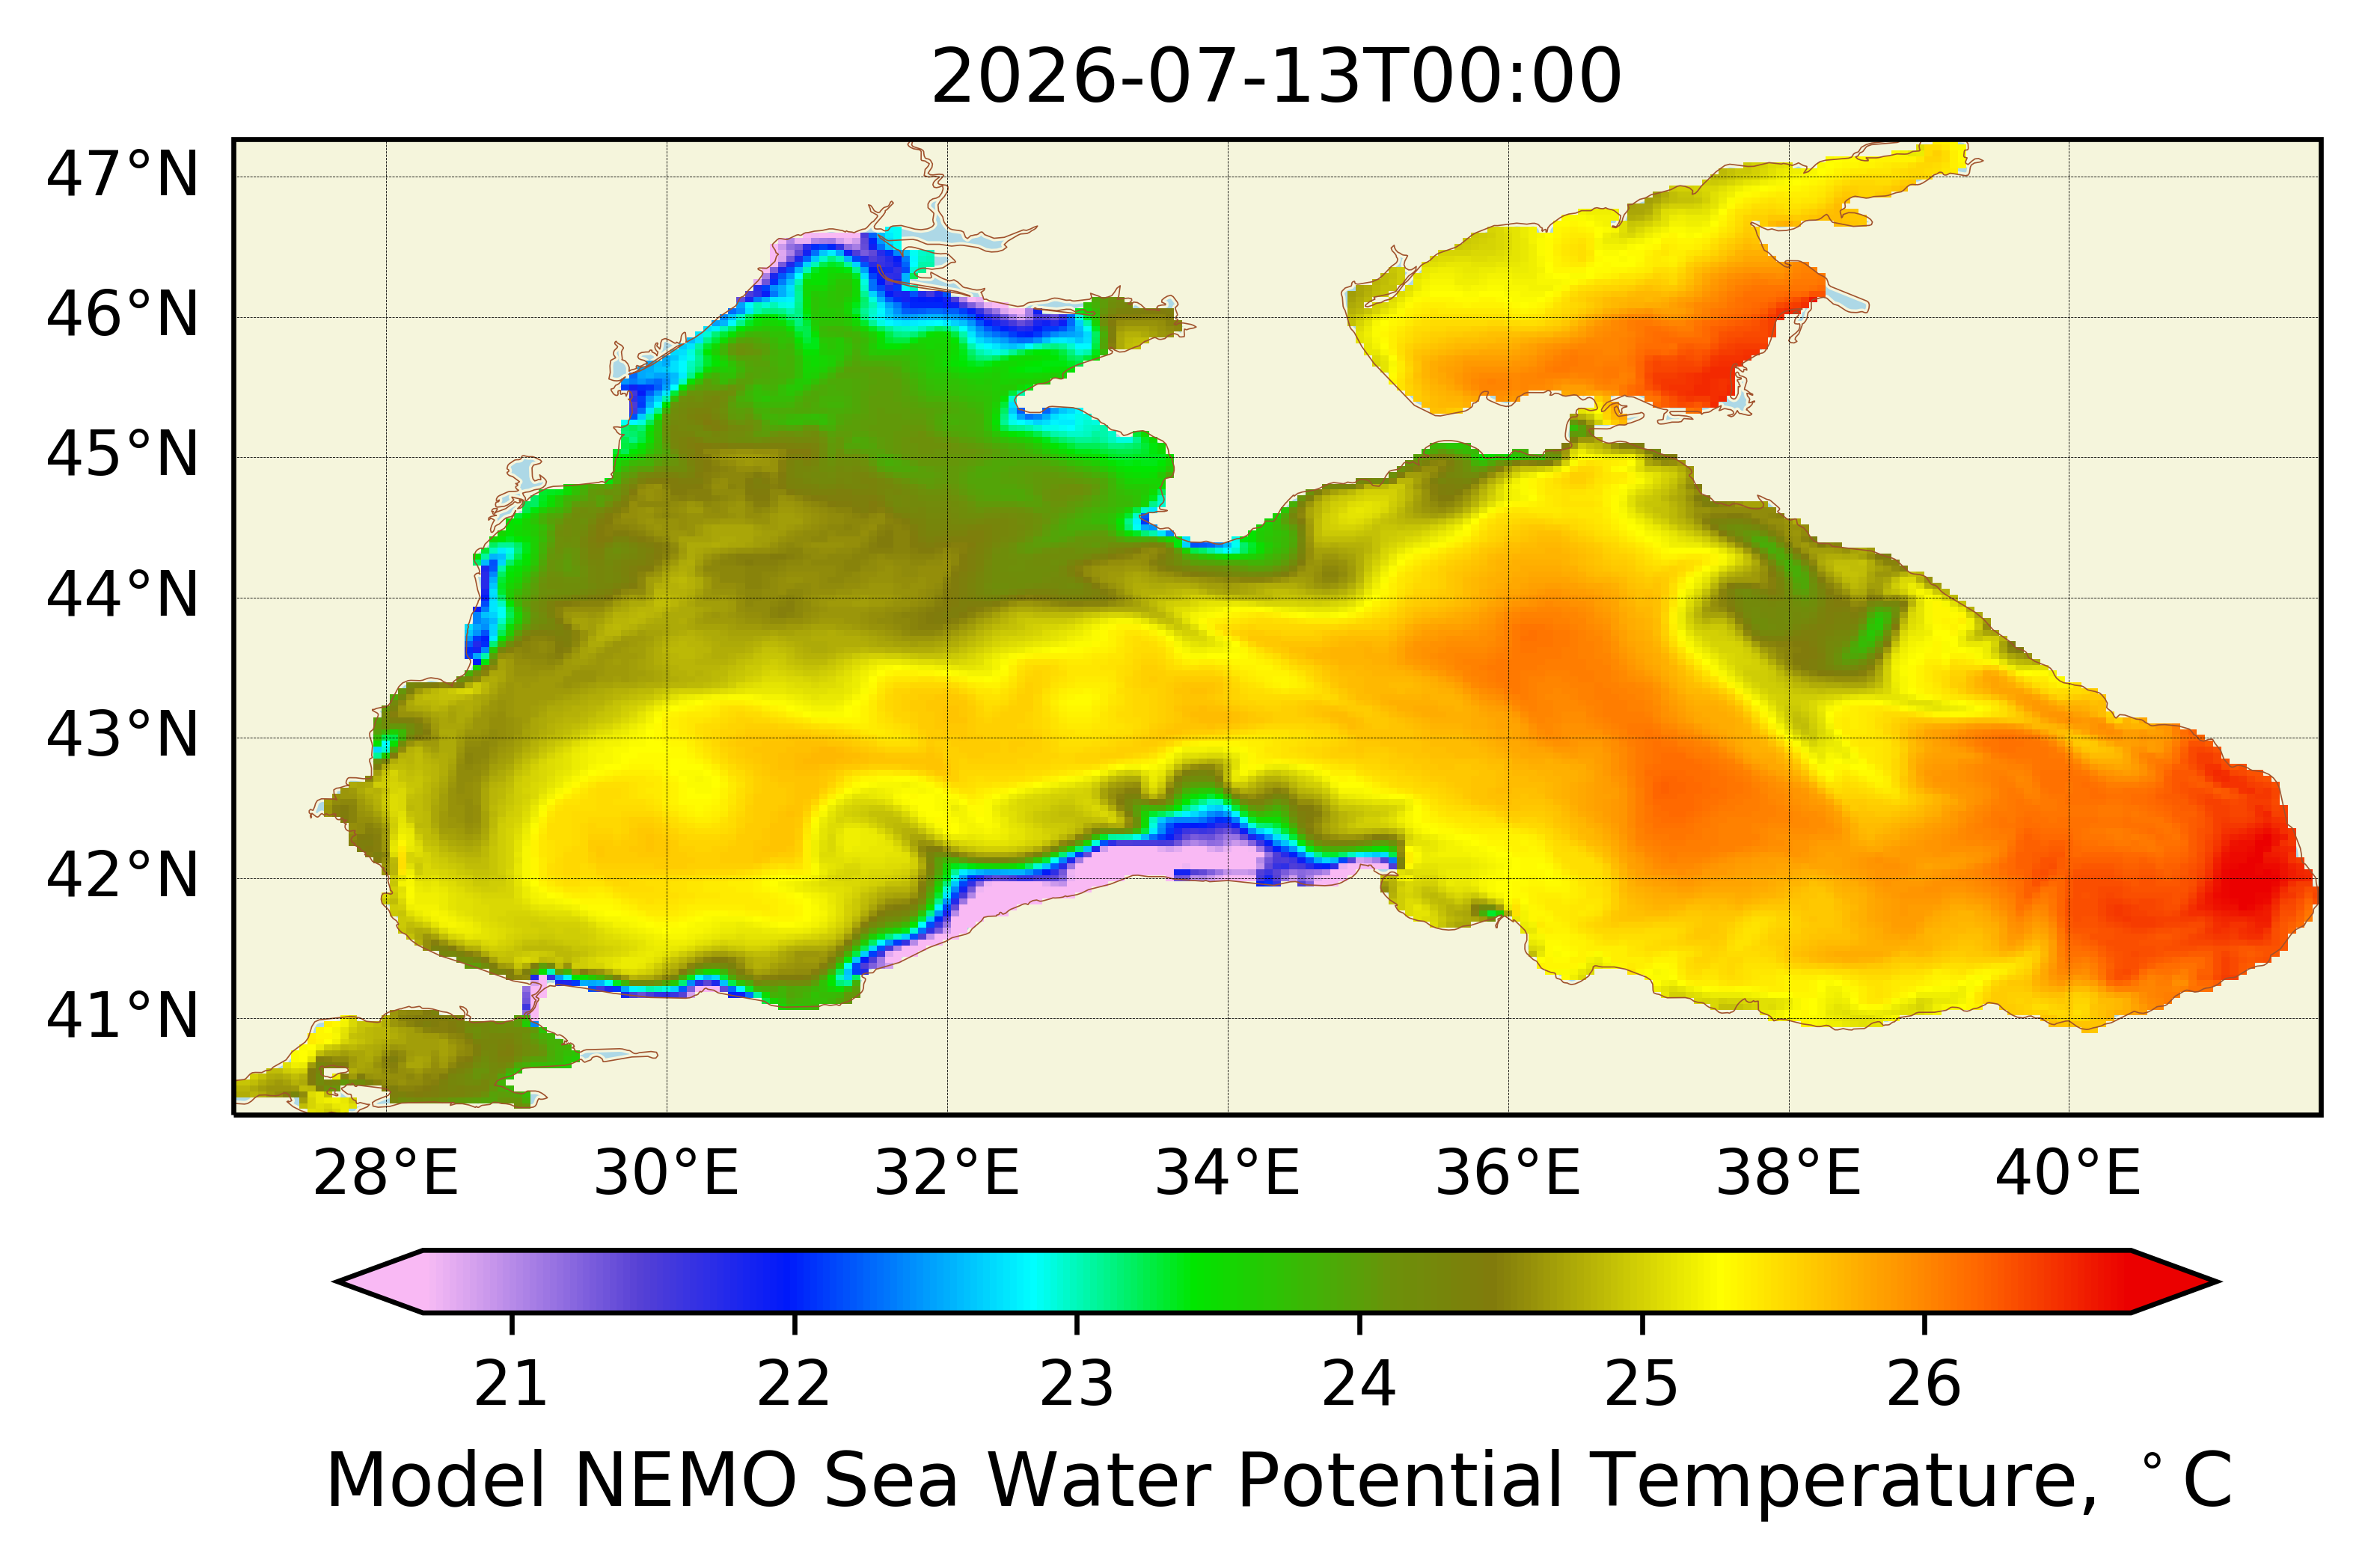 2026-07-13T00:00
47°N
46°N
45°N
44°N
43°N
42°N
41°N
28°E 30°E 32°E 34°E 36°E 38°E 40°E
21 22 23 24 25 26
Model NEMO Sea Water Potential Temperature, °C